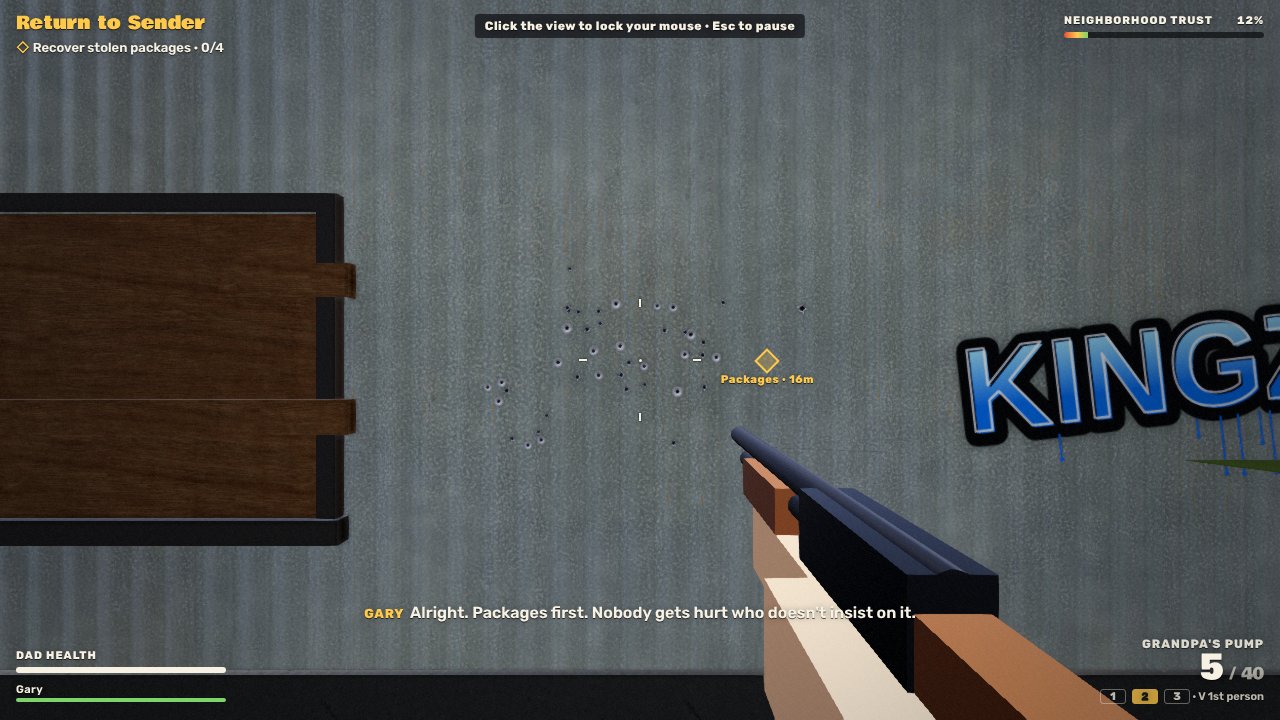 Return to Sender
Recover stolen packages · 0/4
Click the view to lock your mouse · Esc to pause
NEIGHBORHOOD TRUST 12%
Packages · 16m
KINGZ
GARY Alright. Packages first. Nobody gets hurt who doesn't insist on it.
DAD HEALTH
Gary
GRANDPA'S PUMP
5 / 40
1 2 3 · V 1st person